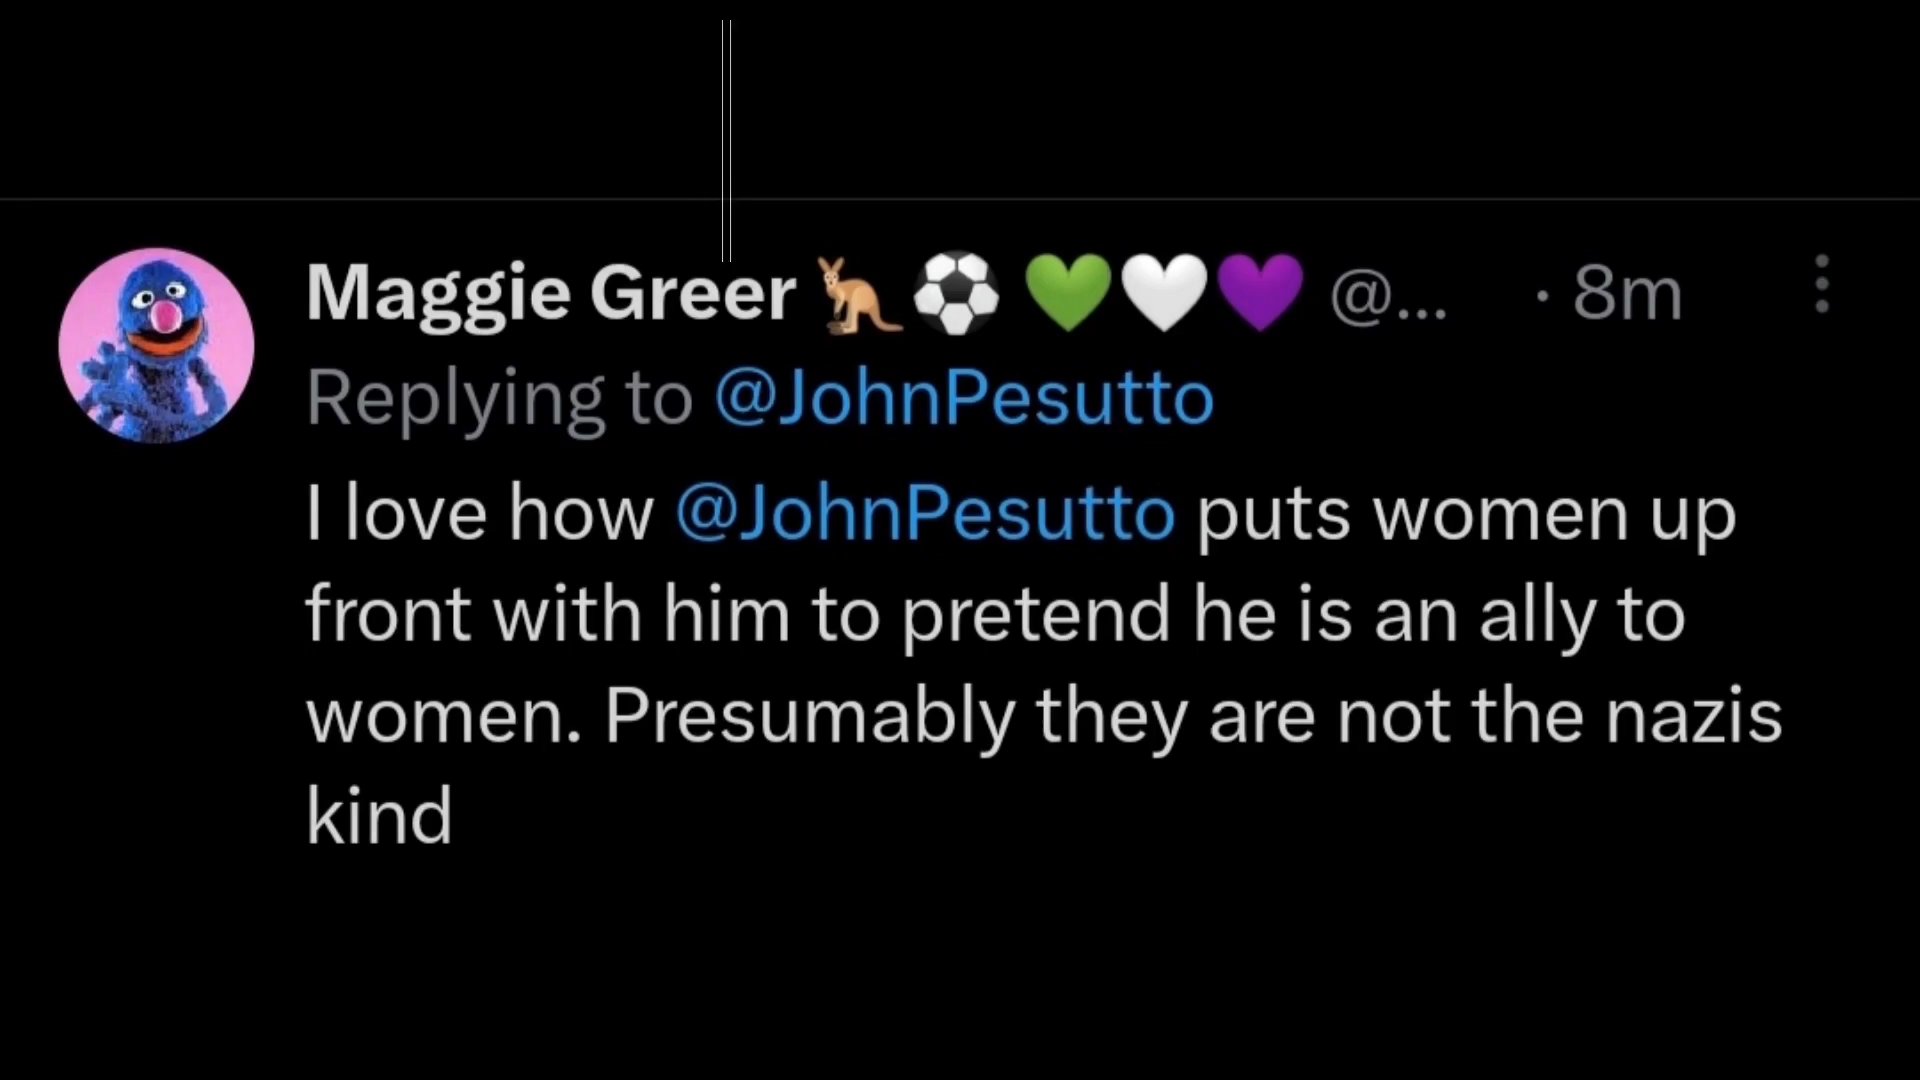 Maggie Greer 🦘⚽ 💚🤍💜 @... · 8m
Replying to @JohnPesutto
I love how @JohnPesutto puts women up
front with him to pretend he is an ally to
women. Presumably they are not the nazis
kind